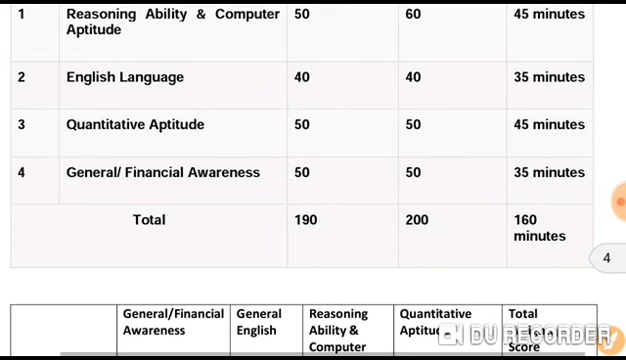 1 Reasoning Ability & Computer 50 60 45 minutes
Aptitude
2 English Language 40 40 35 minutes
3 Quantitative Aptitude 50 50 45 minutes
4 General/ Financial Awareness 50 50 35 minutes
Total 190 200 160
minutes
4
General/Financial General Reasoning Quantitative Total
Awareness English Ability & Aptitude
Computer Score
DU RECORDER